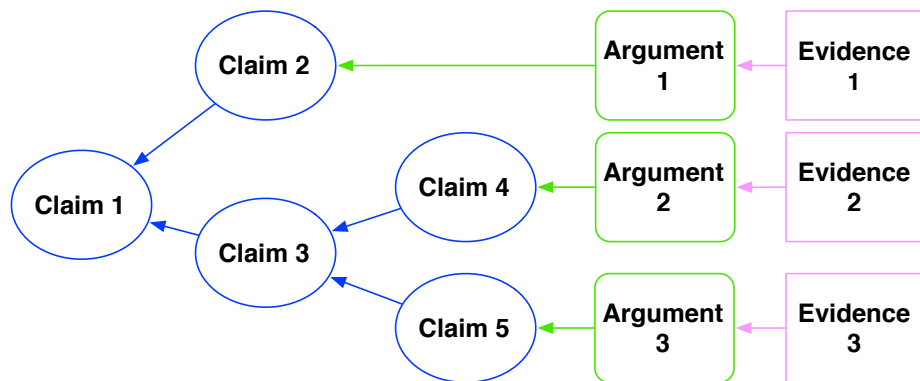 Claim 2
Argument
1
Evidence
1
Claim 1
Claim 4
Argument
2
Evidence
2
Claim 3
Claim 5
Argument
3
Evidence
3